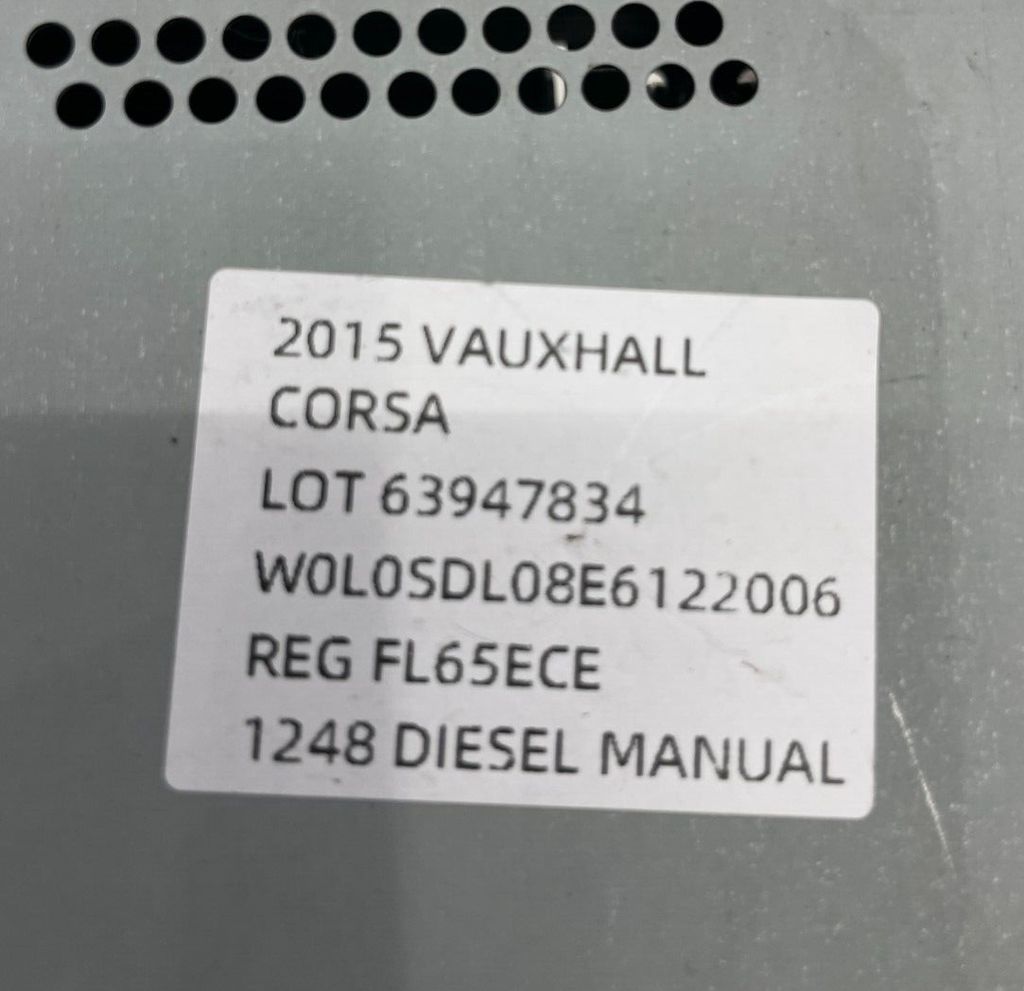 2015 VAUXHALL
CORSA
LOT 63947834
W0L0SDL08E6122006
REG FL65ECE
1248 DIESEL MANUAL